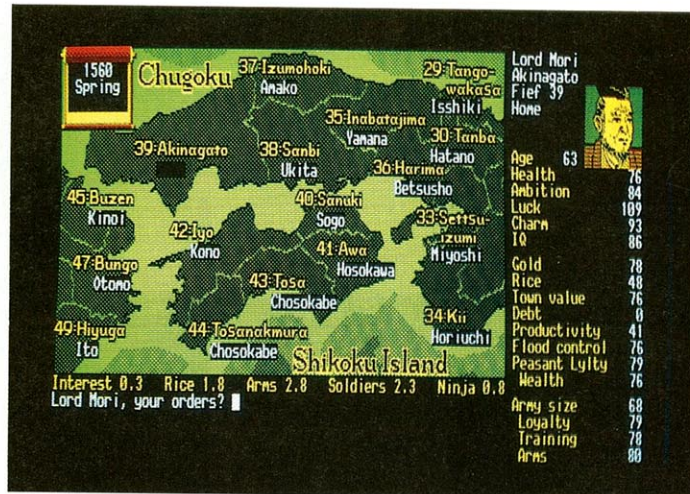 1560
Spring
Chugoku
37-Izumohoki
Amako
29-Tango-
wakasa
Isshiki
35-Inabatajima
Yamana
30-Tanba
Hatano
39-Akinagato
38-Sanbi
Ukita
36-Harima
Betsusho
45-Buzen
Kinoi
40-Sanuki
Sogo
42-Iyo
Kono
33-Settsu-
izumi
Miyoshi
41-Awa
Hosokawa
47-Bungo
Otomo
43-Tosa
Chosokabe
34-Kii
Horiuchi
49-Hiyuga
Ito
44-Tosanakmura
Chosokabe
Shikoku Island
Interest 0.3 Rice 1.8 Arms 2.8 Soldiers 2.3 Ninja 0.8
Lord Mori, your orders?
Lord Mori
Akinagato
Fief 39
Home
Age 63
Health 76
Ambition 84
Luck 109
Charm 93
IQ 86
Gold 78
Rice 48
Town value 76
Debt 0
Productivity 41
Flood control 76
Peasant Lylty 79
Wealth 76
Army size 68
Loyalty 79
Training 78
Arms 80